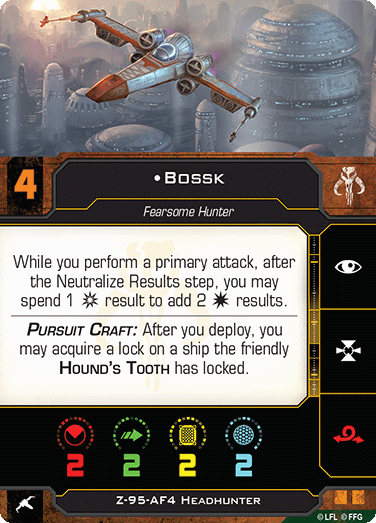 4
•Bossk
Fearsome Hunter
While you perform a primary attack, after
the Neutralize Results step, you may
spend 1 result to add 2 results.
Pursuit Craft: After you deploy, you
may acquire a lock on a ship the friendly
Hound's Tooth has locked.
2 2 2 2
Z-95-AF4 Headhunter
© LFL © FFG